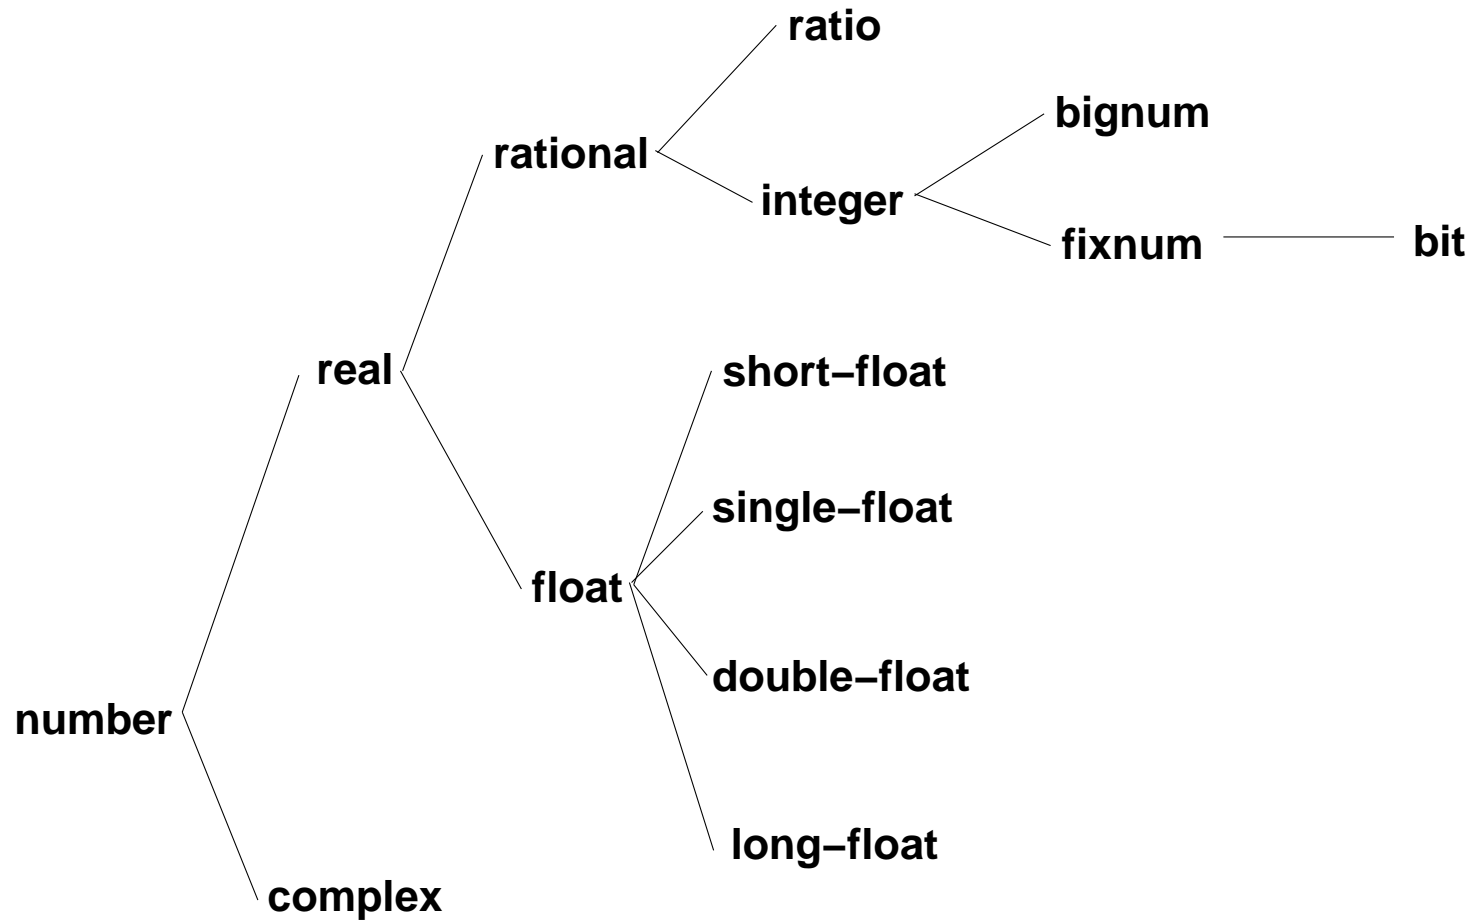 ratio
bignum
rational
integer
fixnum
bit
real
short–float
single–float
float
double–float
number
long–float
complex